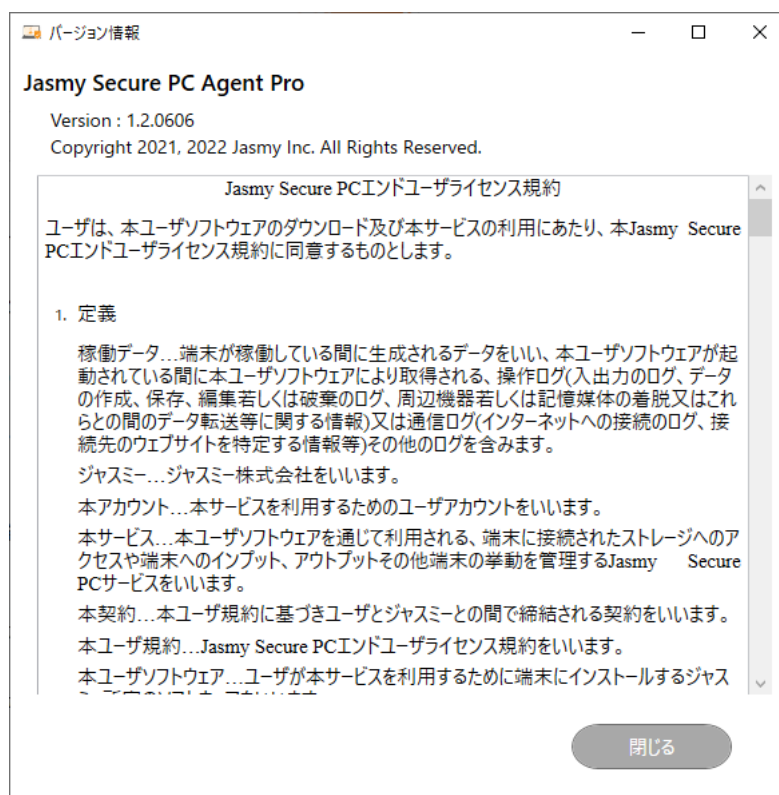 バージョン情報
Jasmy Secure PC Agent Pro
Version : 1.2.0606
Copyright 2021, 2022 Jasmy Inc. All Rights Reserved.
Jasmy Secure PCエンドユーザライセンス規約
ユーザは、本ユーザソフトウェアのダウンロード及び本サービスの利用にあたり、本Jasmy Secure
PCエンドユーザライセンス規約に同意するものとします。
1. 定義
稼働データ…端末が稼働している間に生成されるデータをいい、本ユーザソフトウェアが起
動されている間に本ユーザソフトウェアにより取得される、操作ログ(入出力のログ、データ
の作成、保存、編集若しくは破棄のログ、周辺機器若しくは記憶媒体の着脱又はこれ
らとの間のデータ転送等に関する情報)又は通信ログ(インターネットへの接続のログ、接
続先のウェブサイトを特定する情報等)その他のログを含みます。
ジャスミー…ジャスミー株式会社をいいます。
本アカウント…本サービスを利用するためのユーザアカウントをいいます。
本サービス…本ユーザソフトウェアを通じて利用される、端末に接続されたストレージへのア
クセスや端末へのインプット、アウトプットその他端末の挙動を管理するJasmy Secure
PCサービスをいいます。
本契約…本ユーザ規約に基づきユーザとジャスミーとの間で締結される契約をいいます。
本ユーザ規約…Jasmy Secure PCエンドユーザライセンス規約をいいます。
本ユーザソフトウェア…ユーザが本サービスを利用するために端末にインストールするジャス
閉じる